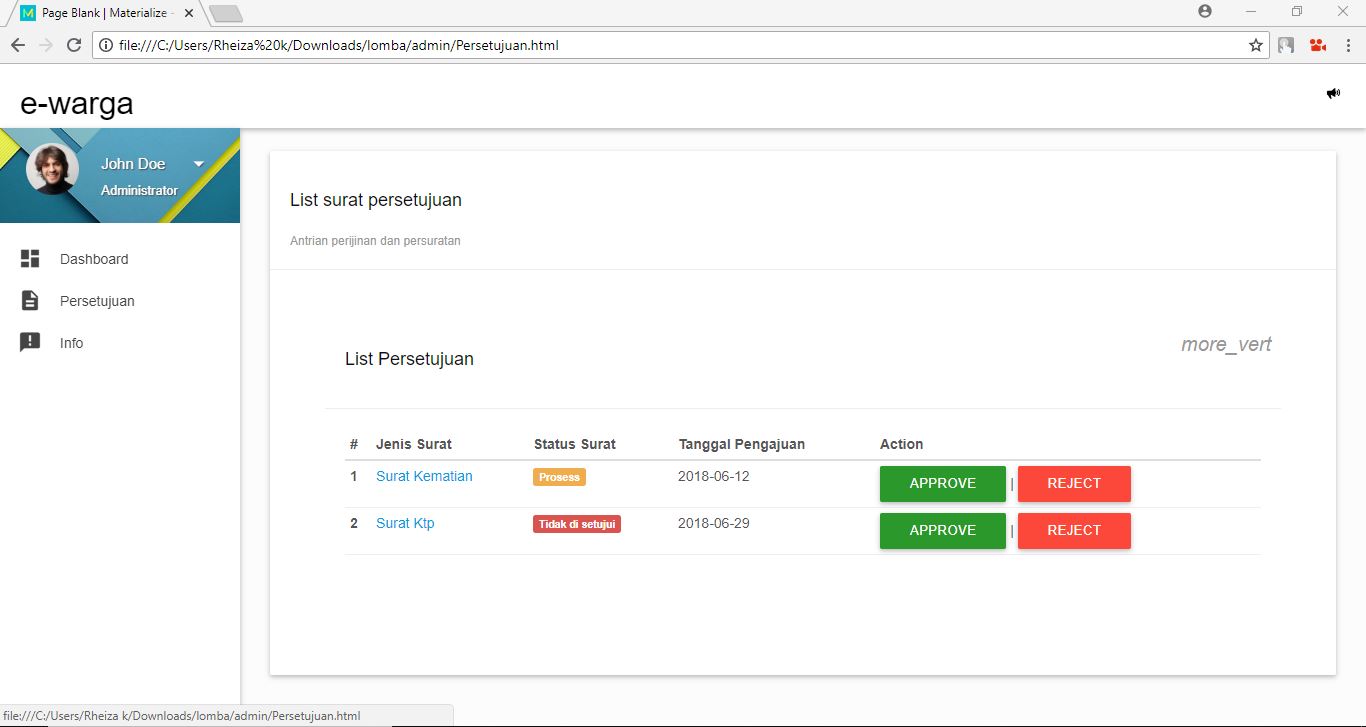 Page Blank | Materialize -
file:///C:/Users/Rheiza%20k/Downloads/lomba/admin/Persetujuan.html
e-warga
John Doe
Administrator
Dashboard
Persetujuan
Info
List surat persetujuan
Antrian perijinan dan persuratan
List Persetujuan
more_vert
# Jenis Surat Status Surat Tanggal Pengajuan Action
1 Surat Kematian Prosess 2018-06-12 APPROVE | REJECT
2 Surat Ktp Tidak di setujui 2018-06-29 APPROVE | REJECT
file:///C:/Users/Rheiza k/Downloads/lomba/admin/Persetujuan.html